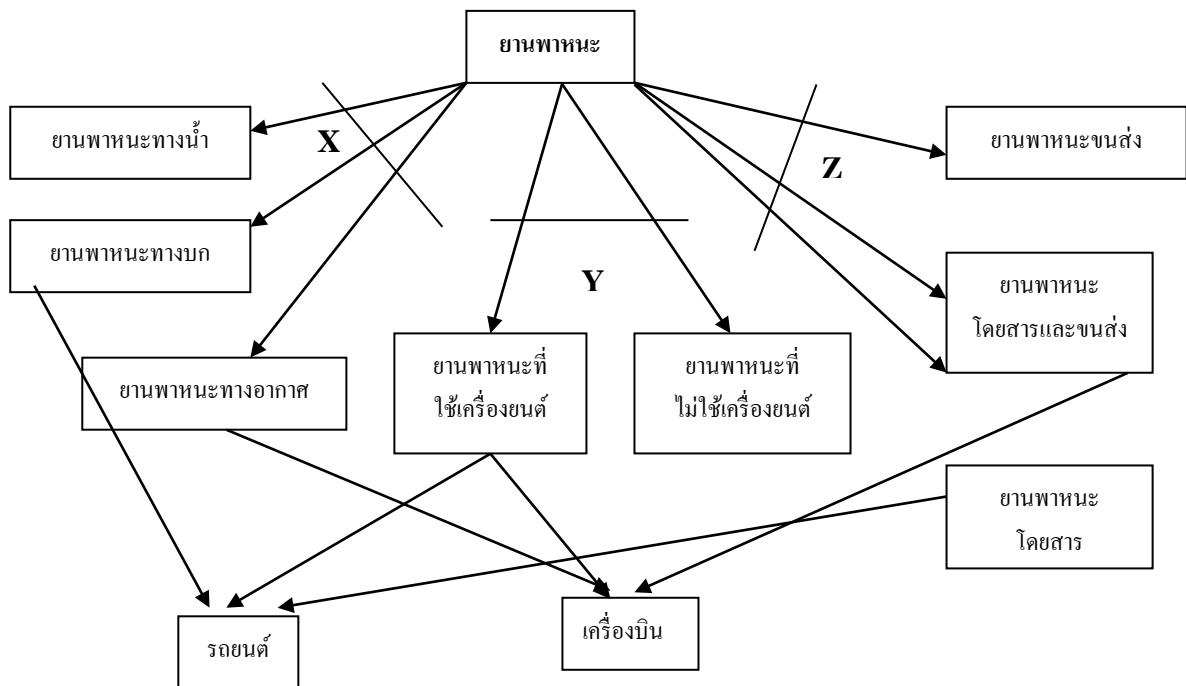 ยานพาหนะ
ยานพาหนะทางน้ำ
X
Z
ยานพาหนะขนส่ง
ยานพาหนะทางบก
Y
ยานพาหนะ
โดยสารและขนส่ง
ยานพาหนะทางอากาศ
ยานพาหนะที่
ใช้เครื่องยนต์
ยานพาหนะที่
ไม่ใช้เครื่องยนต์
ยานพาหนะ
โดยสาร
รถยนต์
เครื่องบิน